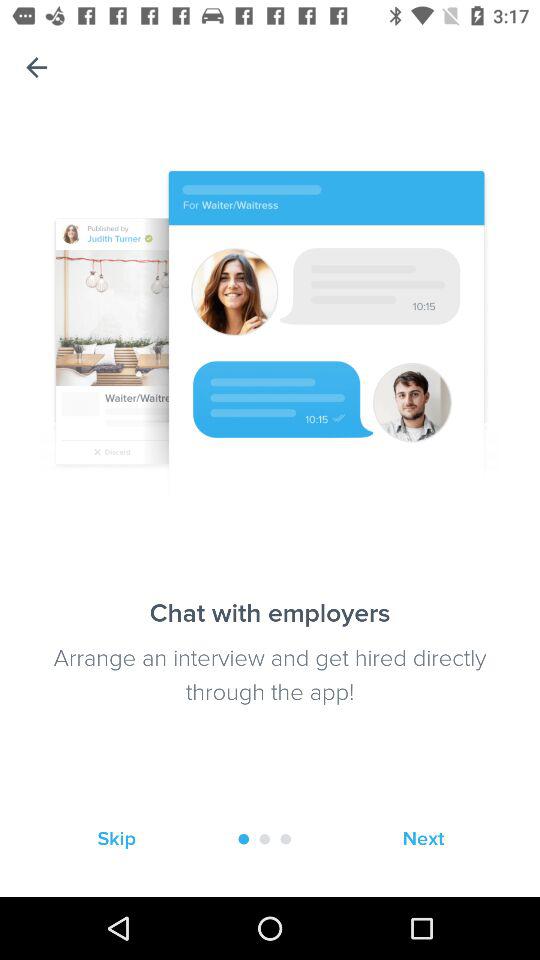 3:17
For Waiter/Waitress
Published by
Judith Turner
10:15
10:15
Waiter/Waitre
Discard
Chat with employers
Arrange an interview and get hired directly
through the app!
Skip
Next